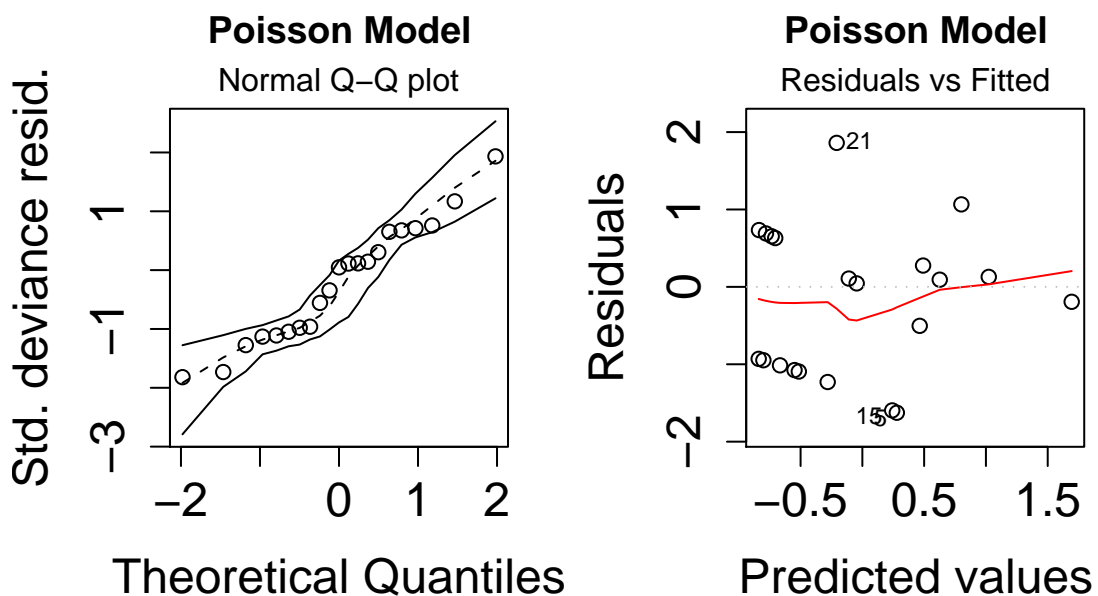 Poisson Model
Normal Q−Q plot
Std. deviance resid.
1
−1
−3
−2 0 1 2
Theoretical Quantiles
Poisson Model
Residuals vs Fitted
Residuals
2
1
0
−2
21
15
−0.5 0.5 1.5
Predicted values